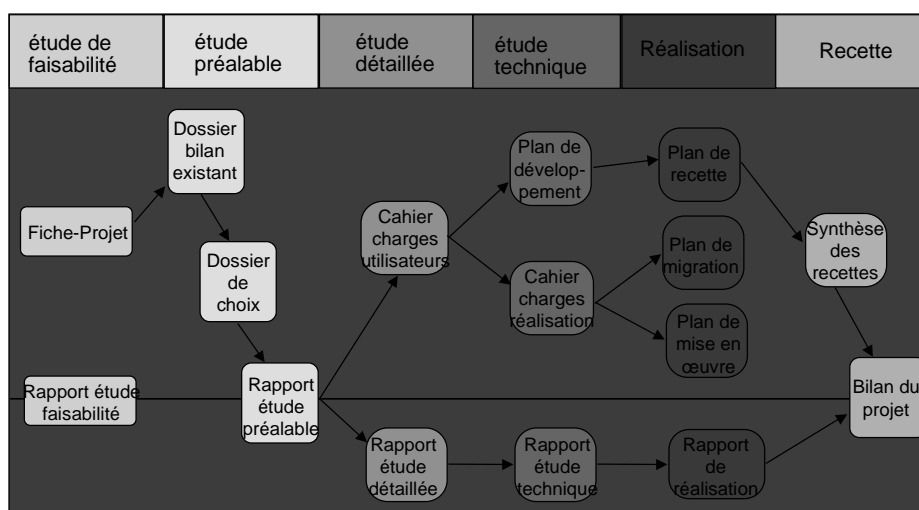 étude de
faisabilité
étude
préalable
étude
détaillée
étude
technique
Réalisation
Recette
Fiche-Projet
Dossier
bilan
existant
Dossier
de
choix
Cahier
charges
utilisateurs
Plan de
dévelop-
pement
Cahier
charges
réalisation
Plan de
recette
Plan de
migration
Plan de
mise en
œuvre
Synthèse
des
recettes
Rapport étude
faisabilité
Rapport
étude
préalable
Rapport
étude
détaillée
Rapport
étude
technique
Rapport
de
réalisation
Bilan du
projet